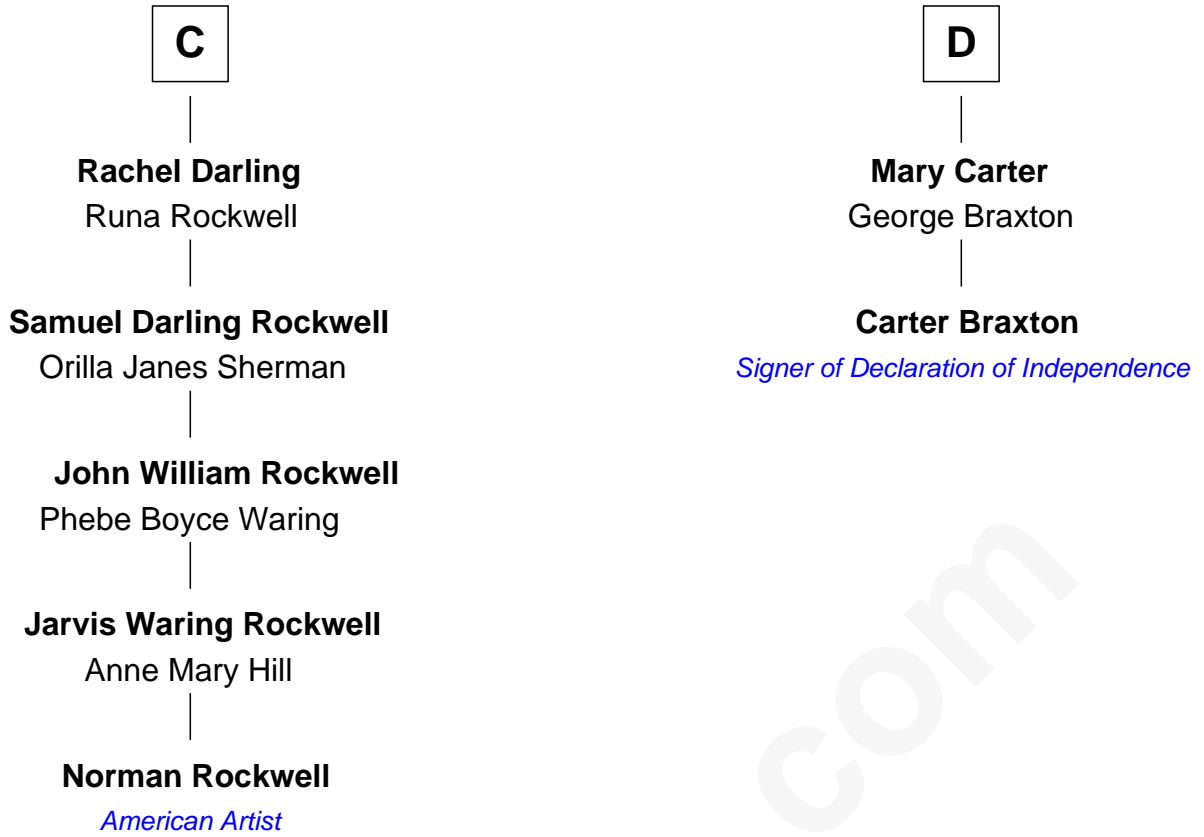 C
Rachel Darling
Runa Rockwell
Samuel Darling Rockwell
Orilla Janes Sherman
John William Rockwell
Phebe Boyce Waring
Jarvis Waring Rockwell
Anne Mary Hill
Norman Rockwell
American Artist
D
Mary Carter
George Braxton
Carter Braxton
Signer of Declaration of Independence
com